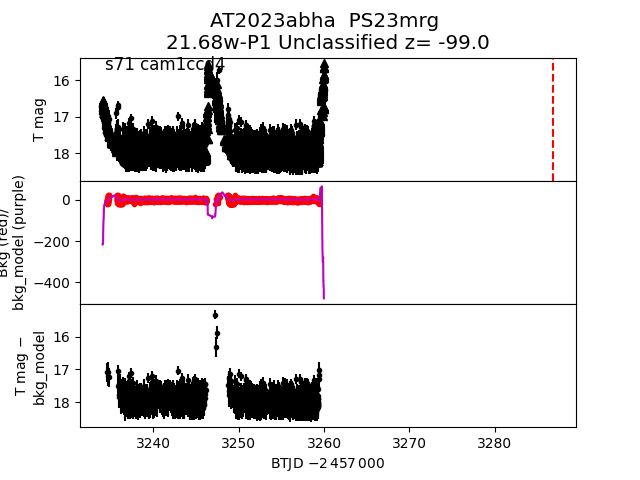 AT2023abha  PS23mrg
21.68w-P1 Unclassified z= -99.0
s71 cam1ccd4
16
17
18
T mag
0
−200
−400
Bkg (red)/
bkg_model (purple)
16
17
18
T mag −
bkg_model
3240 3250 3260 3270 3280
BTJD −2 457 000